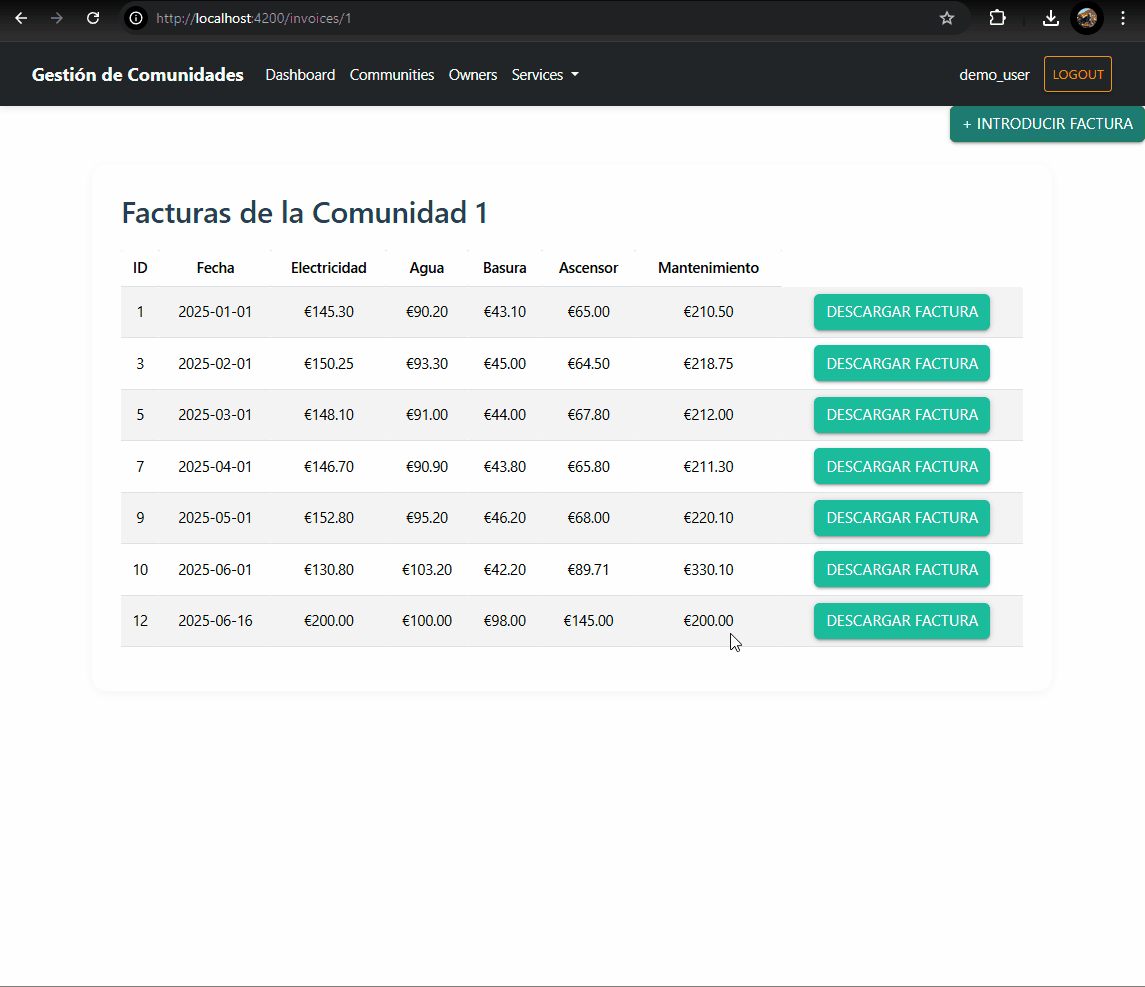 http://localhost:4200/invoices/1
Gestión de Comunidades Dashboard Communities Owners Services demo_user LOGOUT
+ INTRODUCIR FACTURA
Facturas de la Comunidad 1
ID Fecha Electricidad Agua Basura Ascensor Mantenimiento
1 2025-01-01 €145.30 €90.20 €43.10 €65.00 €210.50 DESCARGAR FACTURA
3 2025-02-01 €150.25 €93.30 €45.00 €64.50 €218.75 DESCARGAR FACTURA
5 2025-03-01 €148.10 €91.00 €44.00 €67.80 €212.00 DESCARGAR FACTURA
7 2025-04-01 €146.70 €90.90 €43.80 €65.80 €211.30 DESCARGAR FACTURA
9 2025-05-01 €152.80 €95.20 €46.20 €68.00 €220.10 DESCARGAR FACTURA
10 2025-06-01 €130.80 €103.20 €42.20 €89.71 €330.10 DESCARGAR FACTURA
12 2025-06-16 €200.00 €100.00 €98.00 €145.00 €200.00 DESCARGAR FACTURA